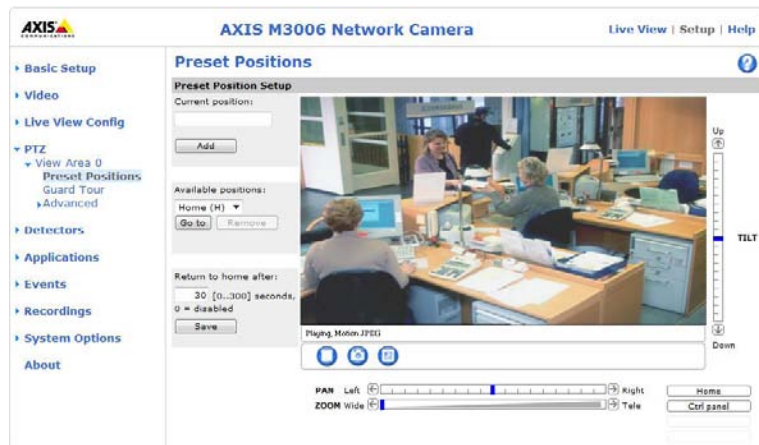 AXIS
COMMUNICATIONS
AXIS M3006 Network Camera
Live View | Setup | Help
Basic Setup
Video
Live View Config
PTZ
View Area 0
Preset Positions
Guard Tour
Advanced
Detectors
Applications
Events
Recordings
System Options
About
Preset Positions
?
Preset Position Setup
Current position:
Add
Available positions:
Home (H)
Go to
Remove
Return to home after:
30 [0..300] seconds,
0 = disabled
Save
Playing, Motion JPEG
Up
TILT
Down
PAN Left
Right
ZOOM Wide
Tele
Home
Ctrl panel